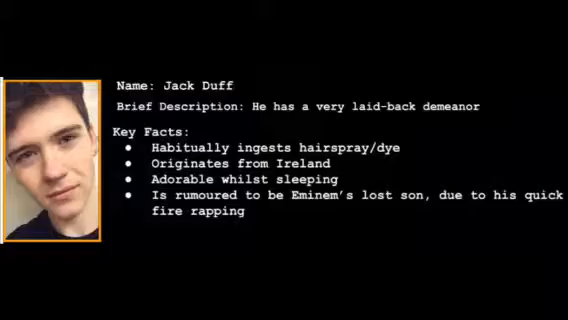 Name: Jack Duff
Brief Description: He has a very laid-back demeanor
Key Facts:
● Habitually ingests hairspray/dye
● Originates from Ireland
● Adorable whilst sleeping
● Is rumoured to be Eminem’s lost son, due to his quick
fire rapping